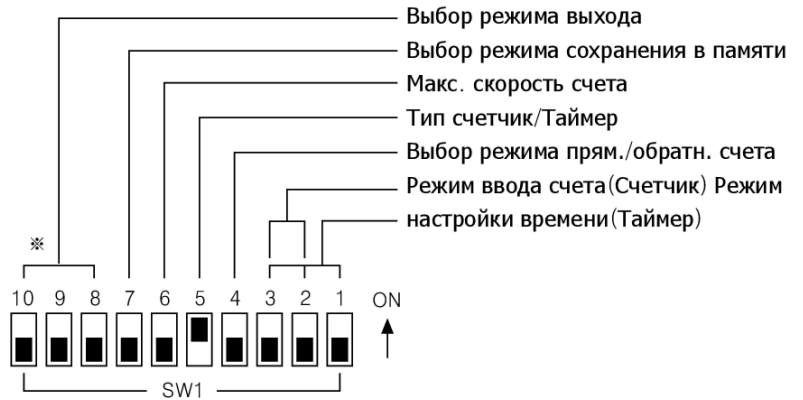 Выбор режима выхода
Выбор режима сохранения в памяти
Макс. скорость счета
Тип счетчик/Таймер
Выбор режима прям./обратн. счета
Режим ввода счета(Счетчик) Режим
настройки времени(Таймер)
※
10 9 8 7 6 5 4 3 2 1 ON
SW1